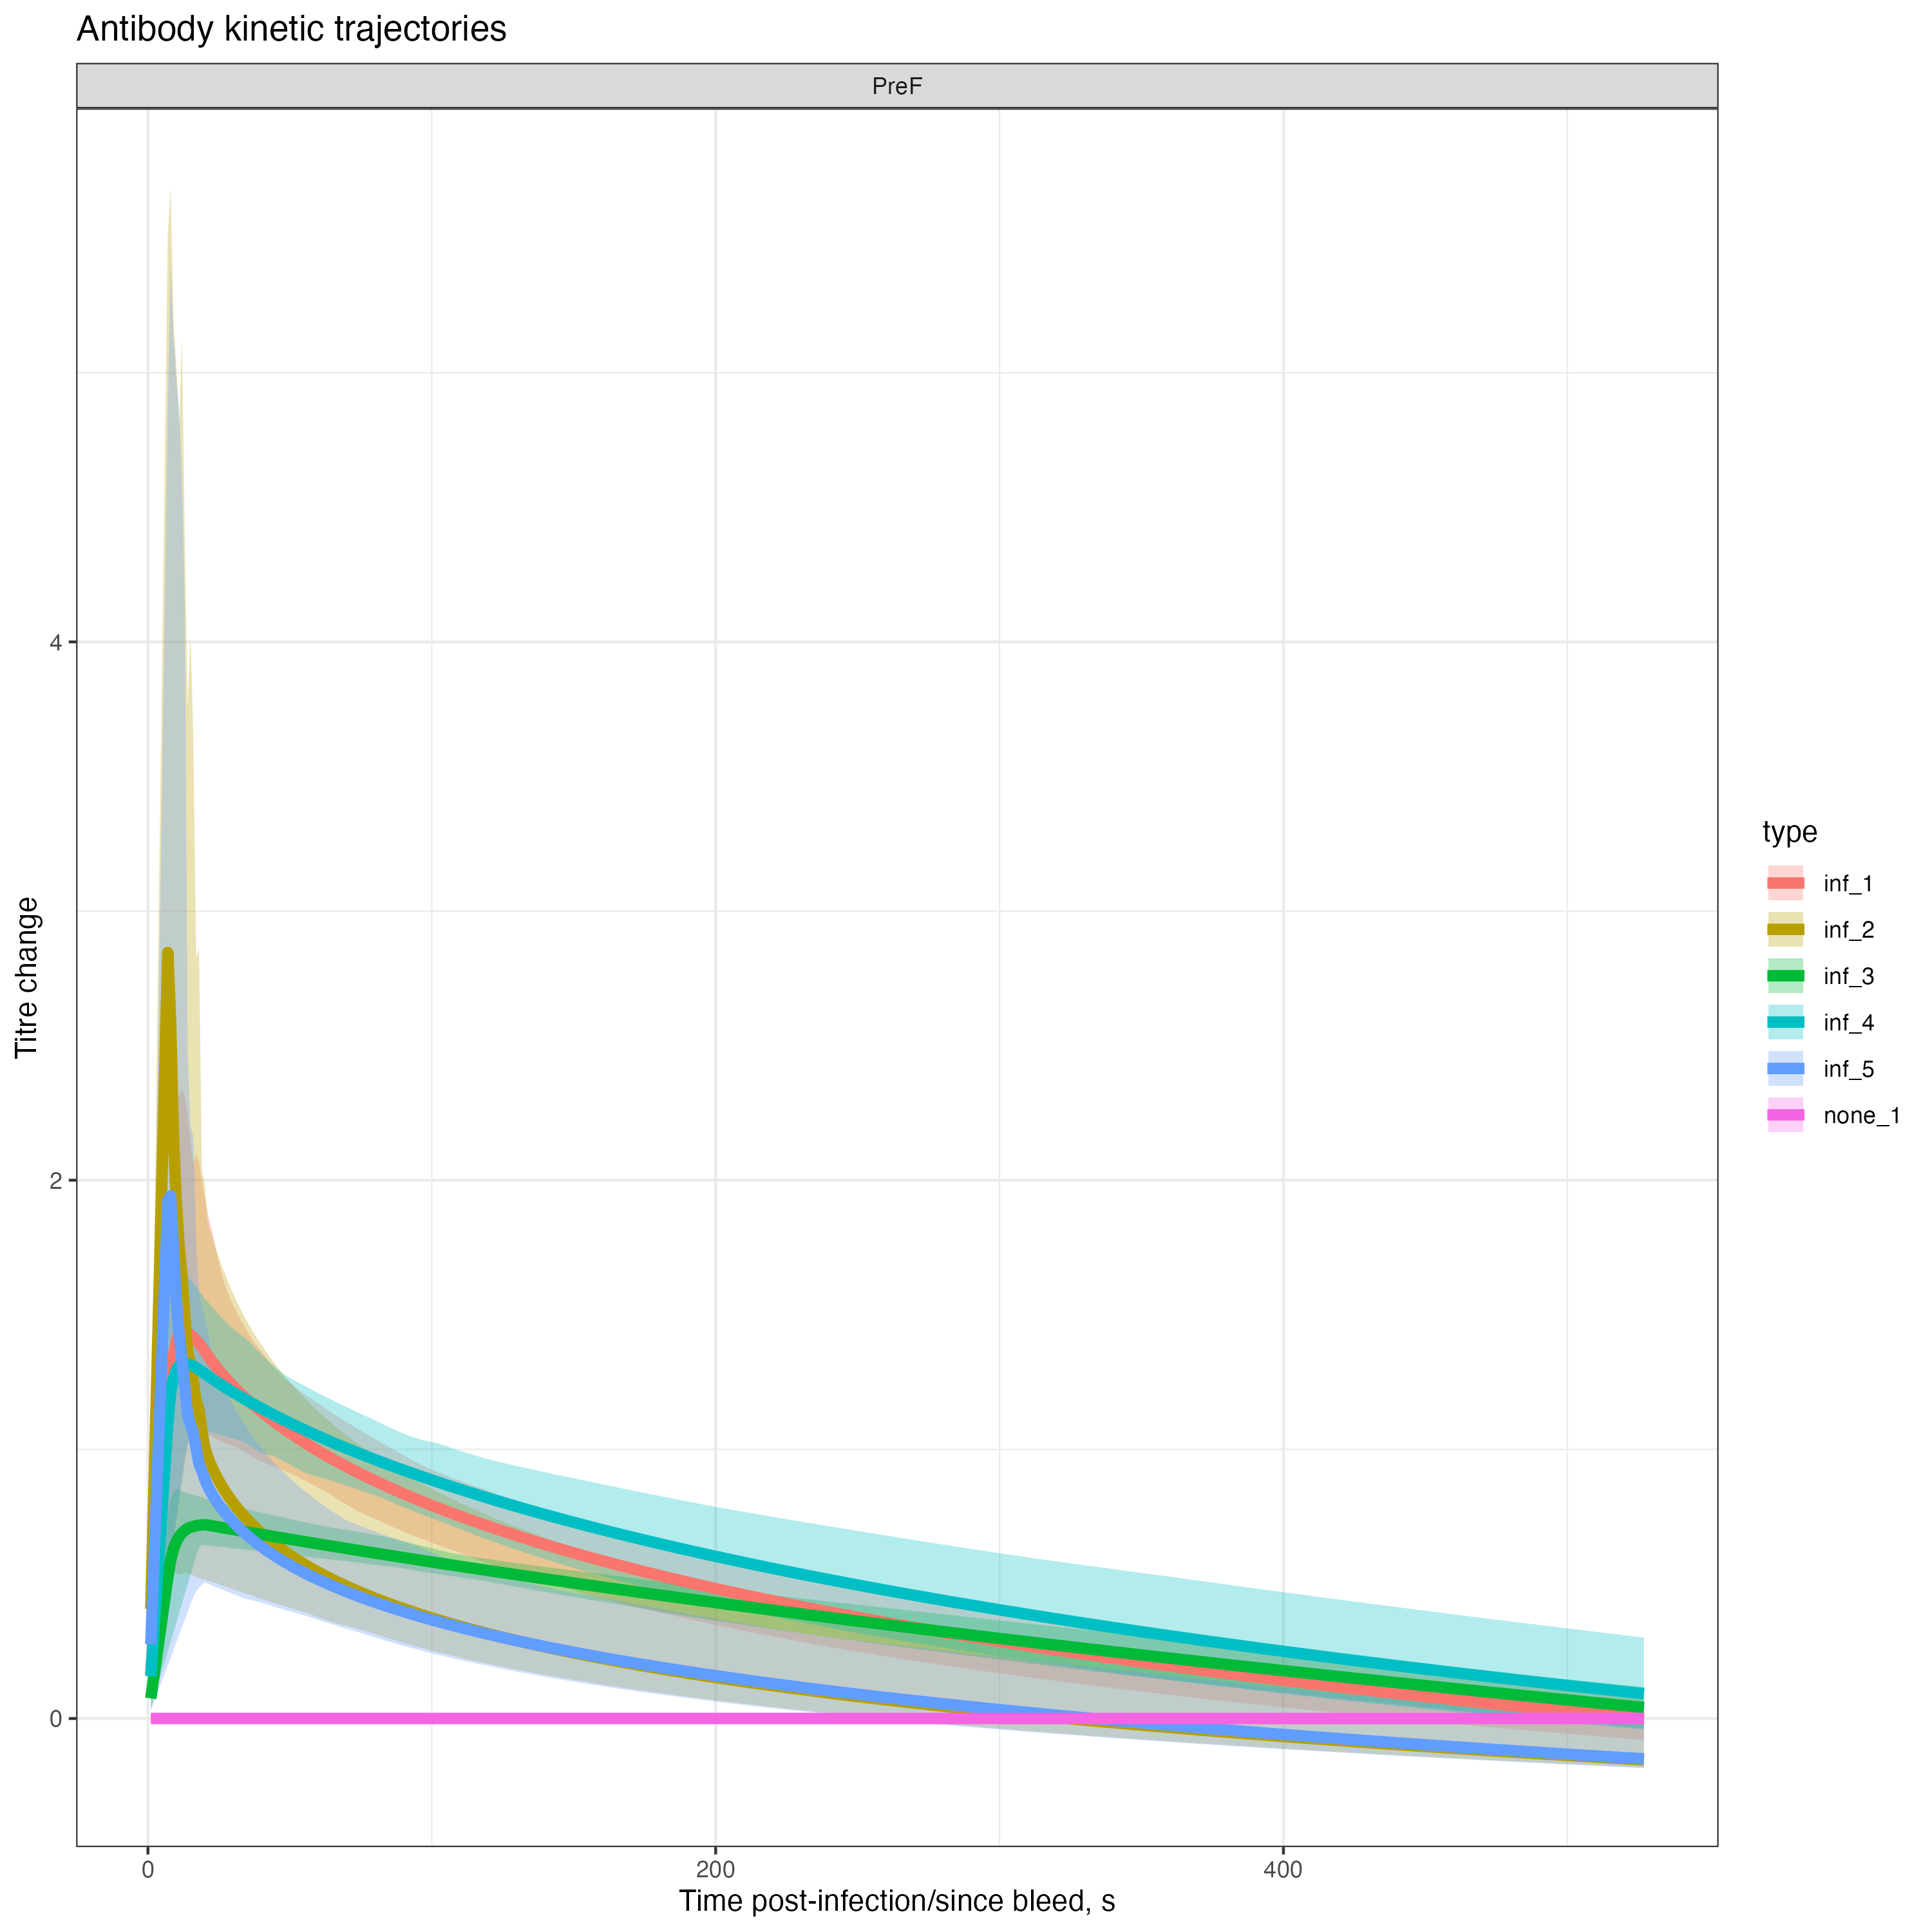 Antibody kinetic trajectories
PreF
4
2
0
Titre change
0 200 400
Time post-infection/since bleed, s
type
inf_1
inf_2
inf_3
inf_4
inf_5
none_1